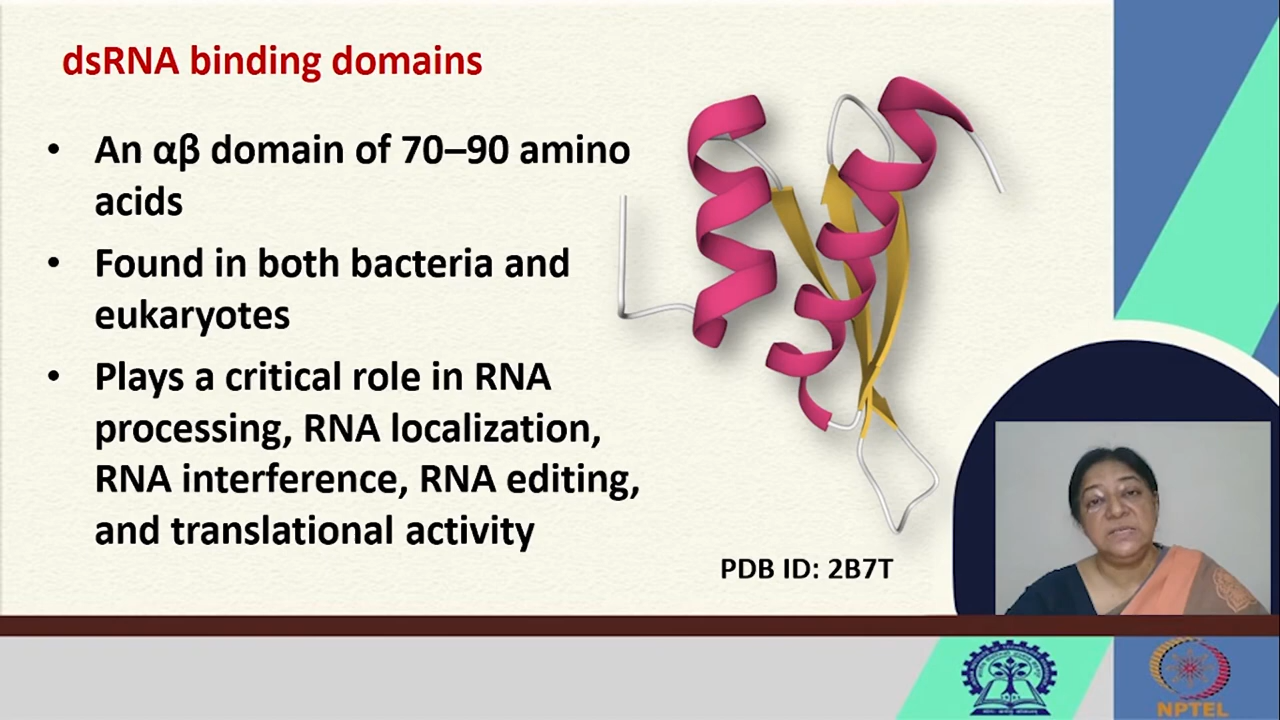 dsRNA binding domains
• An αβ domain of 70–90 amino
acids
• Found in both bacteria and
eukaryotes
• Plays a critical role in RNA
processing, RNA localization,
RNA interference, RNA editing,
and translational activity
PDB ID: 2B7T
NPTEL